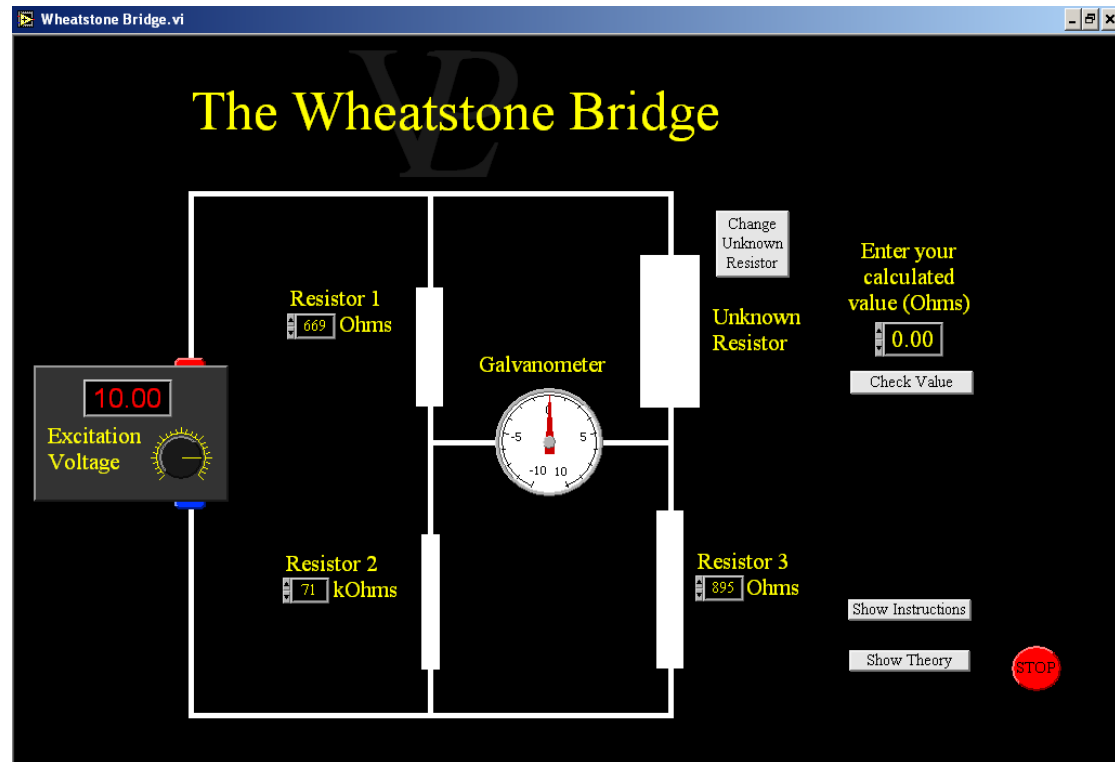 Wheatstone Bridge.vi
VL
The Wheatstone Bridge
Change
Unknown
Resistor
Enter your
calculated
value (Ohms)
0.00
Check Value
Resistor 1
669 Ohms
Unknown
Resistor
Galvanometer
0
-5 5
-10 10
10.00
Excitation
Voltage
Resistor 2
71 kOhms
Resistor 3
895 Ohms
Show Instructions
Show Theory
STOP